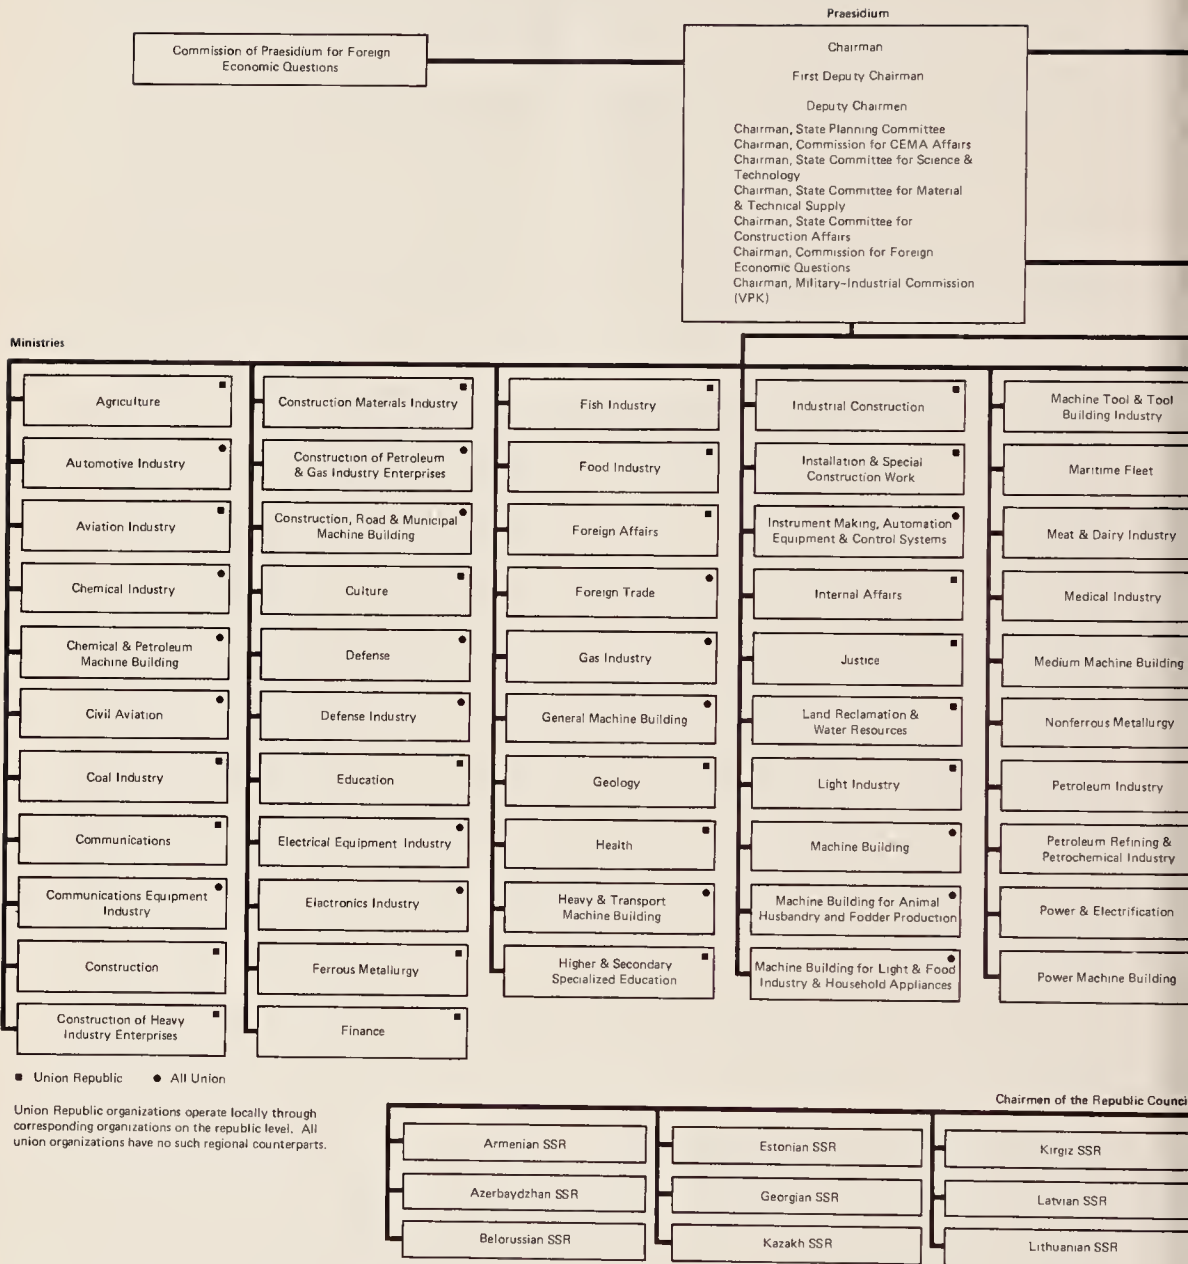 Praesidium
Commission of Praesidium for Foreign
Economic Questions
Chairman
First Deputy Chairman
Deputy Chairmen
Chairman, State Planning Committee
Chairman, Commission for CEMA Affairs
Chairman, State Committee for Science &
Technology
Chairman, State Committee for Material
& Technical Supply
Chairman, State Committee for
Construction Affairs
Chairman, Commission for Foreign
Economic Questions
Chairman, Military-Industrial Commission
(VPK)
Ministries
Agriculture
Automotive Industry
Aviation Industry
Chemical Industry
Chemical & Petroleum
Machine Building
Civil Aviation
Coal Industry
Communications
Communications Equipment
Industry
Construction
Construction of Heavy
Industry Enterprises
Construction Materials Industry
Construction of Petroleum
& Gas Industry Enterprises
Construction, Road & Municipal
Machine Building
Culture
Defense
Defense Industry
Education
Electrical Equipment Industry
Electronics Industry
Ferrous Metallurgy
Finance
Fish Industry
Food Industry
Foreign Affairs
Foreign Trade
Gas Industry
General Machine Building
Geology
Health
Heavy & Transport
Machine Building
Higher & Secondary
Specialized Education
Industrial Construction
Installation & Special
Construction Work
Instrument Making, Automation
Equipment & Control Systems
Internal Affairs
Justice
Land Reclamation &
Water Resources
Light Industry
Machine Building
Machine Building for Animal
Husbandry and Fodder Production
Machine Building for Light & Food
Industry & Household Appliances
Machine Tool & Tool
Building Industry
Maritime Fleet
Meat & Dairy Industry
Medical Industry
Medium Machine Building
Nonferrous Metallurgy
Petroleum Industry
Petroleum Refining &
Petrochemical Industry
Power & Electrification
Power Machine Building
■ Union Republic ● All Union
Union Republic organizations operate locally through
corresponding organizations on the republic level. All
union organizations have no such regional counterparts.
Chairmen of the Republic Counci
Armenian SSR
Azerbaydzhan SSR
Belorussian SSR
Estonian SSR
Georgian SSR
Kazakh SSR
Kirgiz SSR
Latvian SSR
Lithuanian SSR